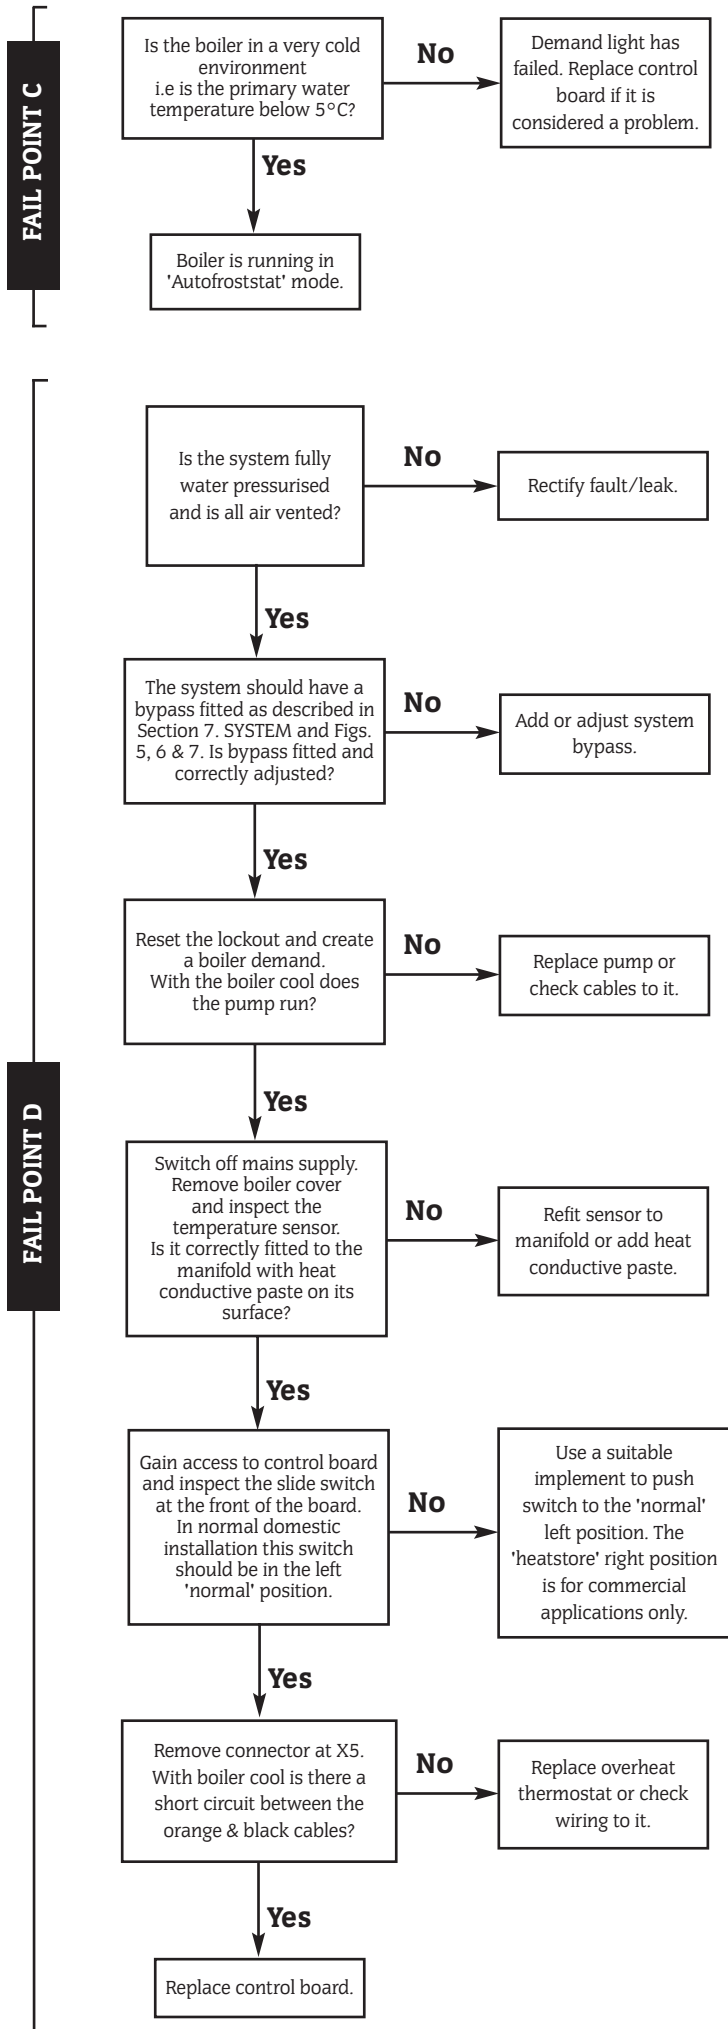 FAIL POINT C
Is the boiler in a very cold
environment
i.e is the primary water
temperature below 5°C?
No
Demand light has
failed. Replace control
board if it is
considered a problem.
Yes
Boiler is running in
'Autofroststat' mode.
FAIL POINT D
Is the system fully
water pressurised
and is all air vented?
No
Rectify fault/leak.
Yes
The system should have a
bypass fitted as described in
Section 7. SYSTEM and Figs.
5, 6 & 7. Is bypass fitted and
correctly adjusted?
No
Add or adjust system
bypass.
Yes
Reset the lockout and create
a boiler demand.
With the boiler cool does
the pump run?
No
Replace pump or
check cables to it.
Yes
Switch off mains supply.
Remove boiler cover
and inspect the
temperature sensor.
Is it correctly fitted to the
manifold with heat
conductive paste on its
surface?
No
Refit sensor to
manifold or add heat
conductive paste.
Yes
Gain access to control board
and inspect the slide switch
at the front of the board.
In normal domestic
installation this switch
should be in the left
'normal' position.
No
Use a suitable
implement to push
switch to the 'normal'
left position. The
'heatstore' right position
is for commercial
applications only.
Yes
Remove connector at X5.
With boiler cool is there a
short circuit between the
orange & black cables?
No
Replace overheat
thermostat or check
wiring to it.
Yes
Replace control board.